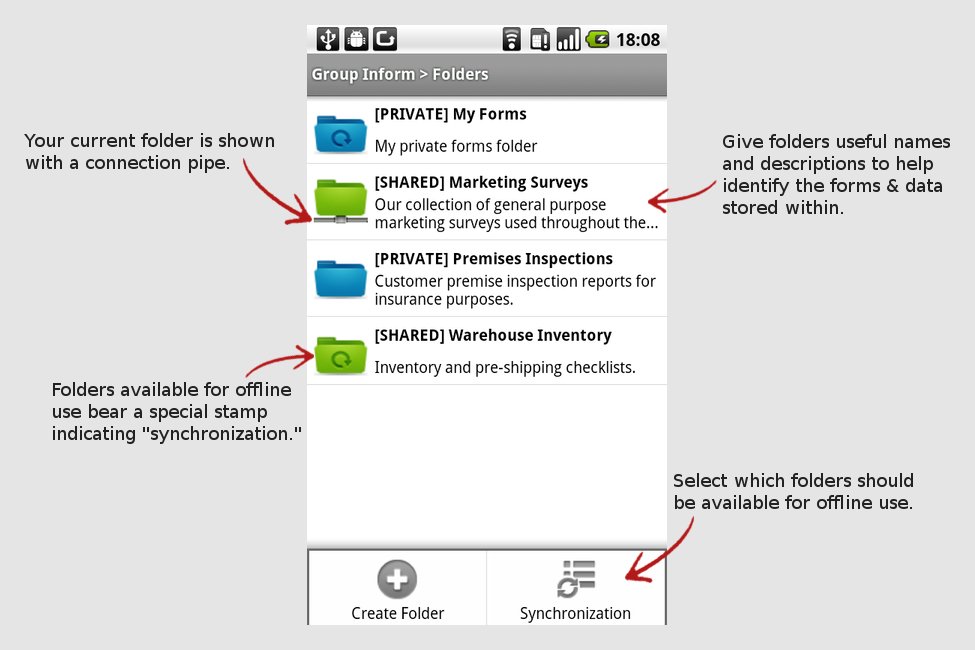 18:08
Group Inform > Folders
[PRIVATE] My Forms
My private forms folder
Your current folder is shown
with a connection pipe.
[SHARED] Marketing Surveys
Our collection of general purpose
marketing surveys used throughout the...
Give folders useful names
and descriptions to help
identify the forms & data
stored within.
[PRIVATE] Premises Inspections
Customer premise inspection reports for
insurance purposes.
[SHARED] Warehouse Inventory
Inventory and pre-shipping checklists.
Folders available for offline
use bear a special stamp
indicating "synchronization."
Select which folders should
be available for offline use.
Create Folder
Synchronization